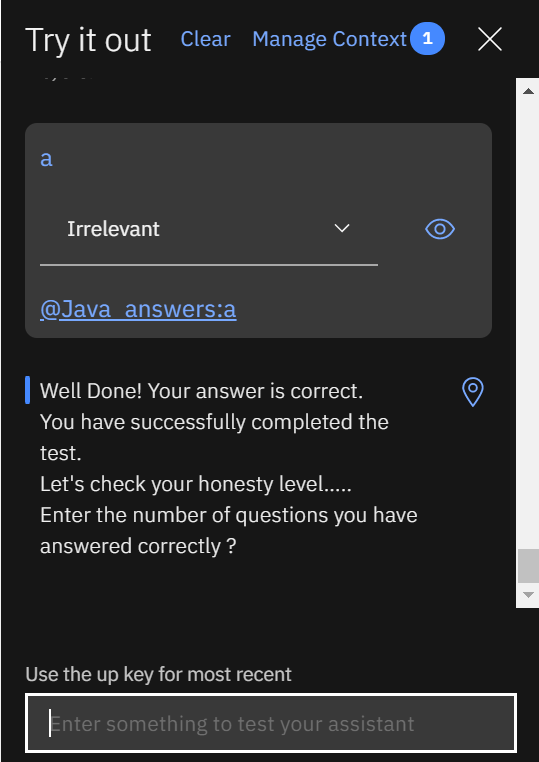 Try it out Clear Manage Context 1
a
Irrelevant
@Java_answers:a
Well Done! Your answer is correct.
You have successfully completed the
test.
Let's check your honesty level.....
Enter the number of questions you have
answered correctly ?
Use the up key for most recent
Enter something to test your assistant